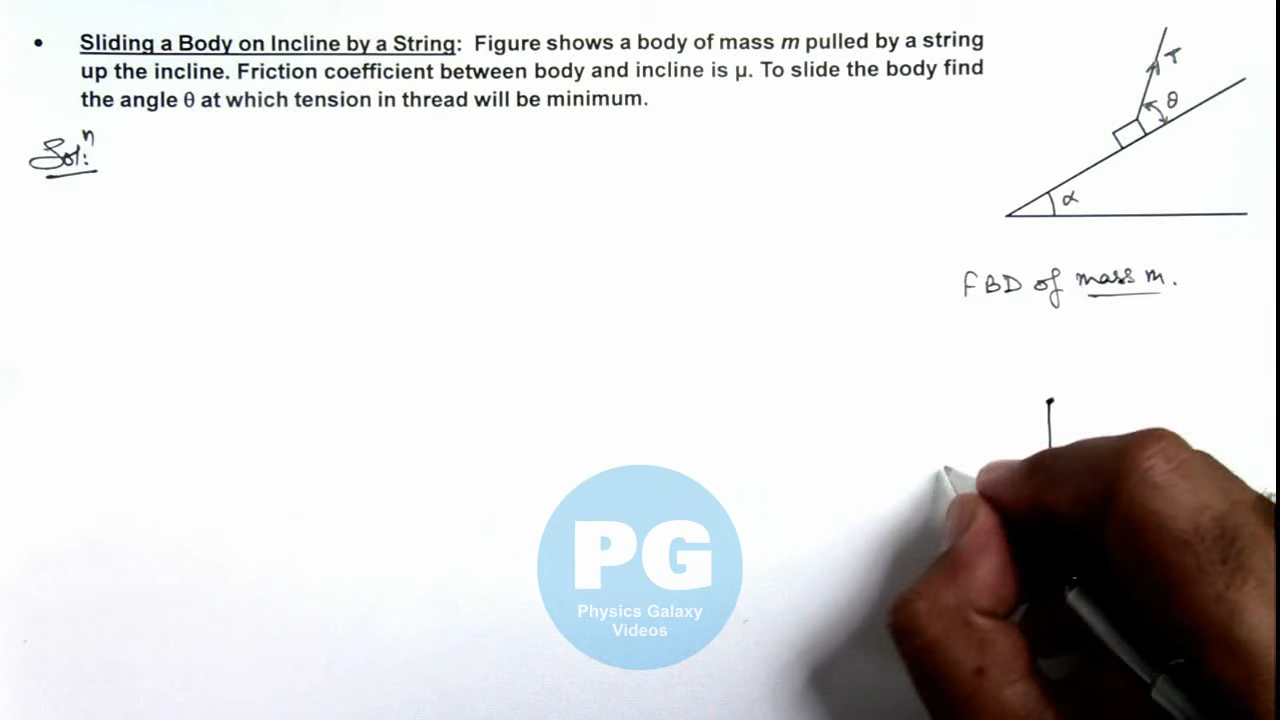 • Sliding a Body on Incline by a String: Figure shows a body of mass m pulled by a string
up the incline. Friction coefficient between body and incline is μ. To slide the body find
the angle θ at which tension in thread will be minimum.
Solⁿ:
T
θ
α
FBD of mass m.
PG
Physics Galaxy
Videos